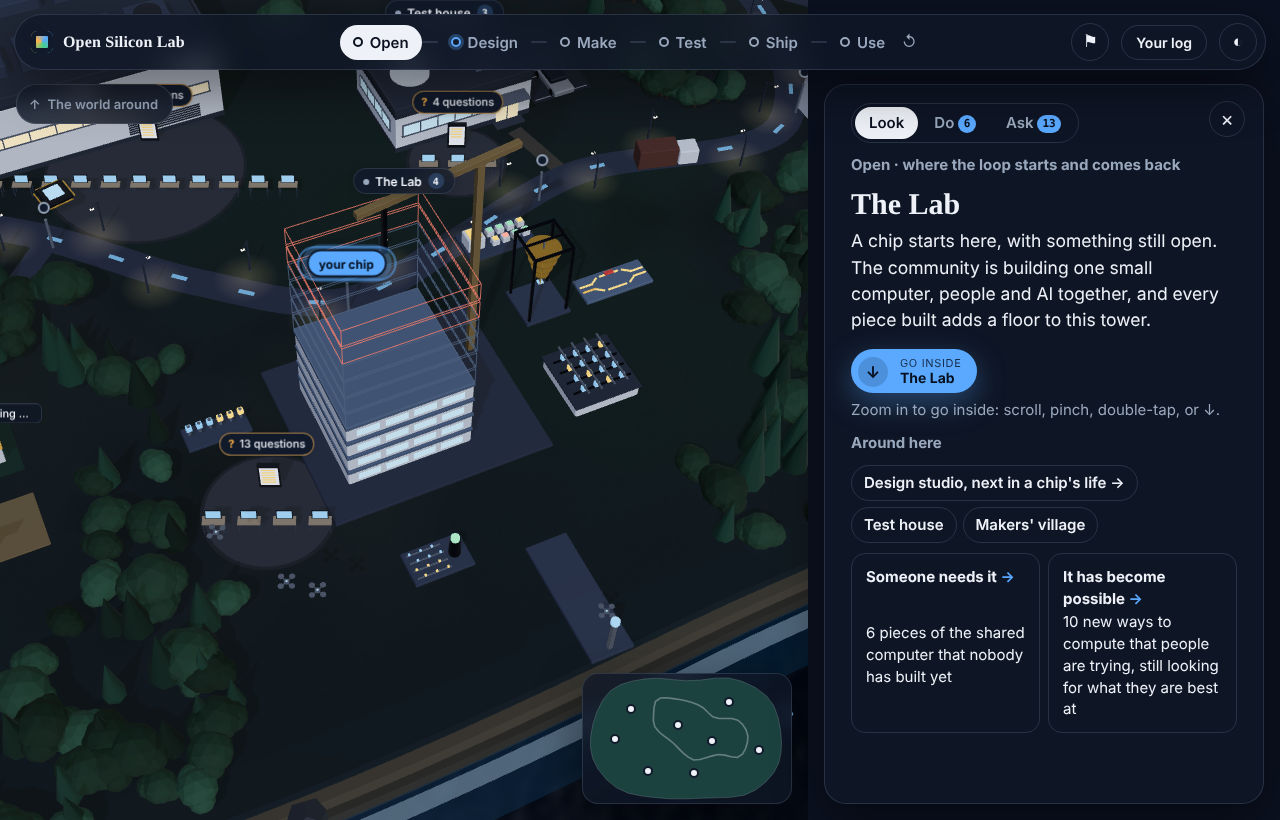 Test house 3
Open Silicon Lab
Open
Design
Make
Test
Ship
Use
Your log
↑ The world around
ns
? 4 questions
The Lab 4
your chip
ing ...
? 13 questions
Look
Do 6
Ask 13
Open · where the loop starts and comes back
The Lab
A chip starts here, with something still open.
The community is building one small
computer, people and AI together, and every
piece built adds a floor to this tower.
GO INSIDE
The Lab
Zoom in to go inside: scroll, pinch, double-tap, or ↓.
Around here
Design studio, next in a chip's life →
Test house
Makers' village
Someone needs it →
6 pieces of the shared
computer that nobody
has built yet
It has become
possible →
10 new ways to
compute that people
are trying, still looking
for what they are best
at